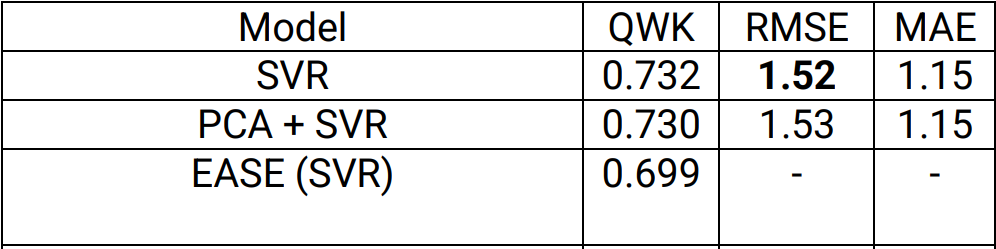 Model QWK RMSE MAE
SVR 0.732 1.52 1.15
PCA + SVR 0.730 1.53 1.15
EASE (SVR) 0.699 - -